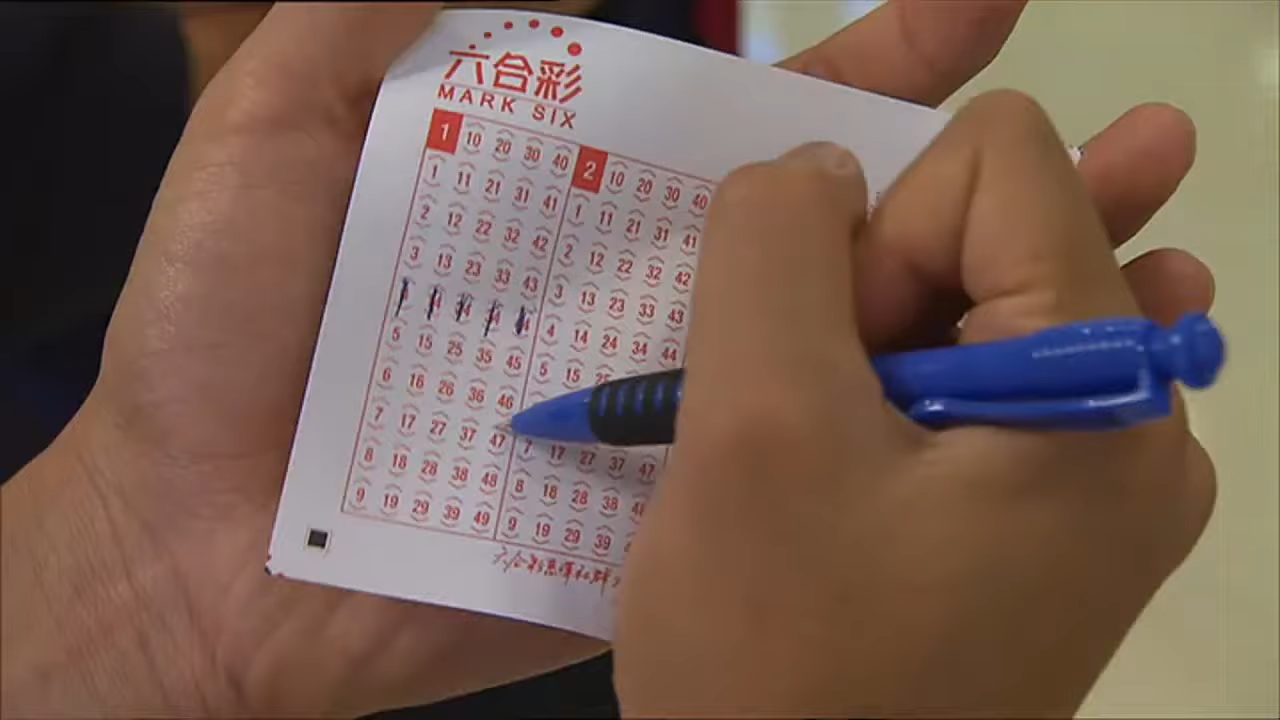 六合彩
MARK SIX
1 10 20 30 40 2 10 20 30 40
1 11 21 31 41 1 11 21 31 41
2 12 22 32 42 2 12 22 32 42
3 13 23 33 43 3 13 23 33 43
4 14 24 34 44
5 15 25 35 45 5 15 25
6 16 26 36 46
7 17 27 37 47 7 17 27 37 47
8 18 28 38 48 8 18 28 38 48
9 19 29 39 49 9 19 29 39